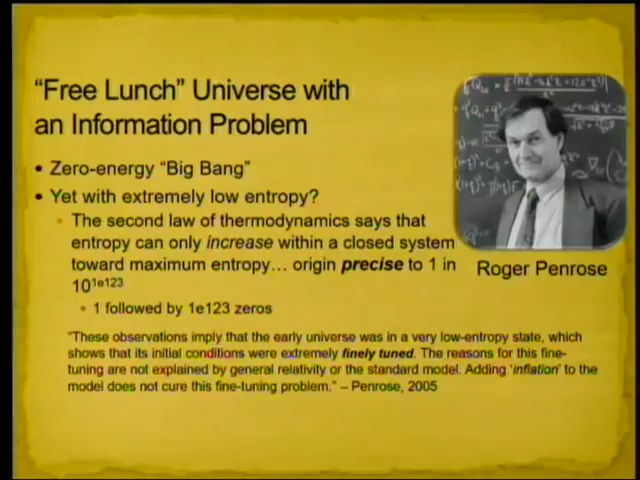 "Free Lunch" Universe with
an Information Problem
• Zero-energy "Big Bang"
• Yet with extremely low entropy?
• The second law of thermodynamics says that
entropy can only increase within a closed system
toward maximum entropy… origin precise to 1 in
10^1e123
• 1 followed by 1e123 zeros
"These observations imply that the early universe was in a very low-entropy state, which
shows that its initial conditions were extremely finely tuned. The reasons for this fine-
tuning are not explained by general relativity or the standard model. Adding 'inflation' to the
model does not cure this fine-tuning problem." – Penrose, 2005
Roger Penrose